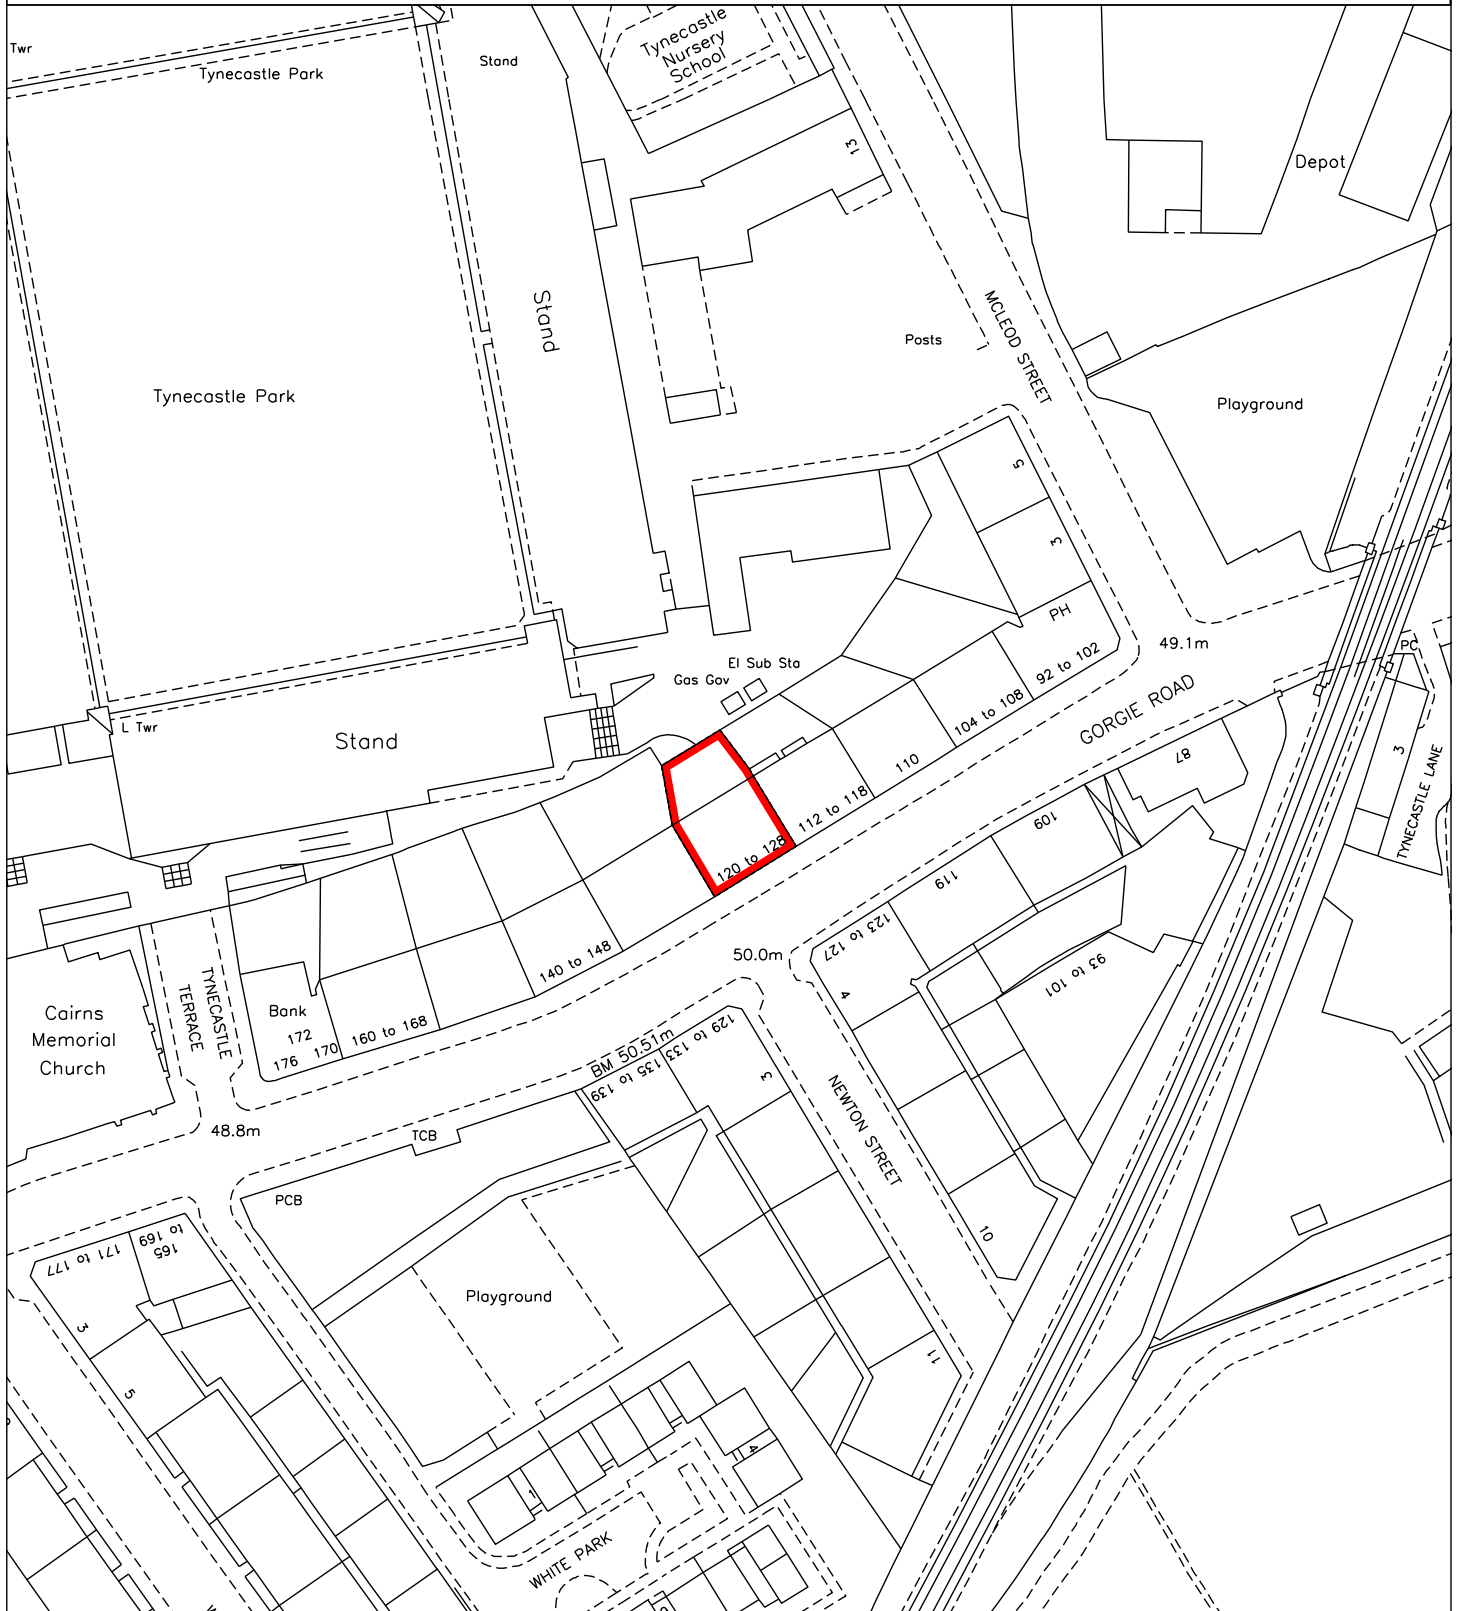 Twr
Tynecastle Park
Stand
Tynecastle
Nursery
School
13
Depot
Stand
MCLEOD STREET
Posts
Tynecastle Park
Playground
5
3
PH
92 to 102
49.1m
PC
El Sub Sta
Gas Gov
104 to 108
GORGIE ROAD
L Twr
Stand
110
87
3
TYNECASTLE LANE
112 to 118
120 to 128
109
119
123 to 127
140 to 148
50.0m
93 to 101
4
TYNECASTLE
TERRACE
Cairns
Memorial
Church
Bank
172
176
170
160 to 168
BM 50.51m
129 to 133
135 to 139
3
NEWTON STREET
48.8m
TCB
PCB
10
165
to 169
171 to 177
Playground
3
11
5
4
1
WHITE PARK